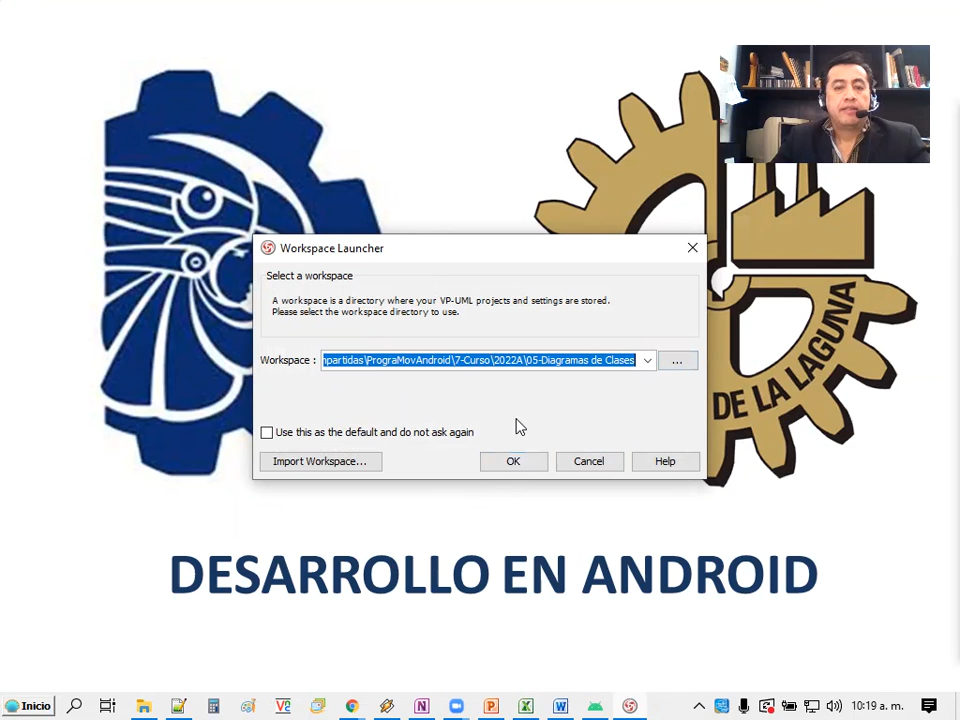 Workspace Launcher
Select a workspace
A workspace is a directory where your VP-UML projects and settings are stored.
Please select the workspace directory to use.
Workspace :
npartidas\PrograMovAndroid\7-Curso\2022A\05-Diagramas de Clases
...
Use this as the default and do not ask again
Import Workspace...
OK
Cancel
Help
DE LA LAGUNA
DESARROLLO EN ANDROID
Inicio
10:19 a. m.